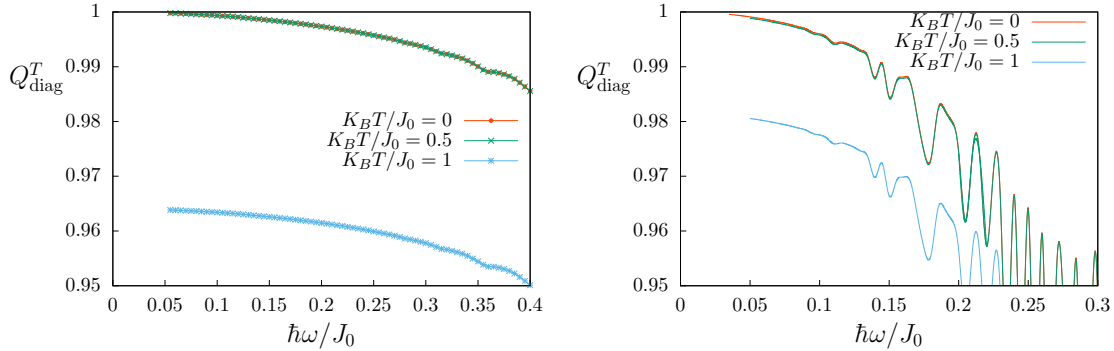 1
0.99
0.98
0.97
0.96
0.95
Q^T_diag
K_BT/J_0 = 0
K_BT/J_0 = 0.5
K_BT/J_0 = 1
0 0.05 0.1 0.15 0.2 0.25 0.3 0.35 0.4
ħω/J_0
1
0.99
0.98
0.97
0.96
0.95
Q^T_diag
K_BT/J_0 = 0
K_BT/J_0 = 0.5
K_BT/J_0 = 1
0 0.05 0.1 0.15 0.2 0.25 0.3
ħω/J_0